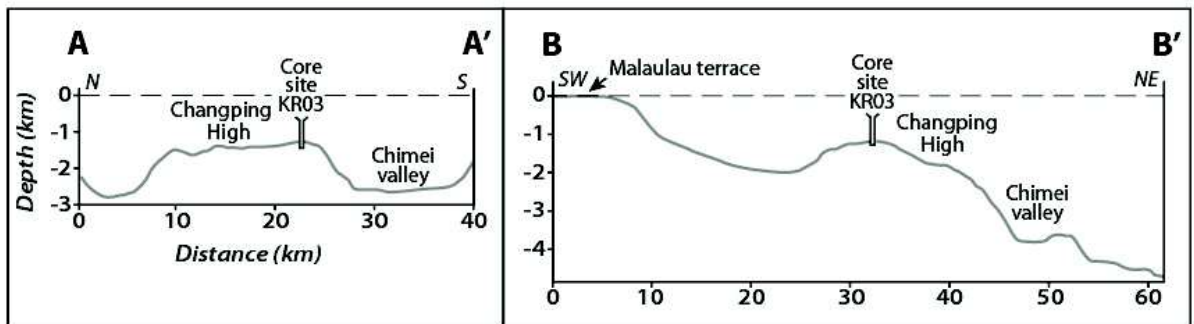 A
A′
N
S
Core
site
KR03
Changping
High
Chimei
valley
Depth (km)
0
-1
-2
-3
0
10
20
30
40
Distance (km)
B
B′
SW
Malaulau terrace
NE
Core
site
KR03
Changping
High
Chimei
valley
0
-1
-2
-3
-4
0
10
20
30
40
50
60